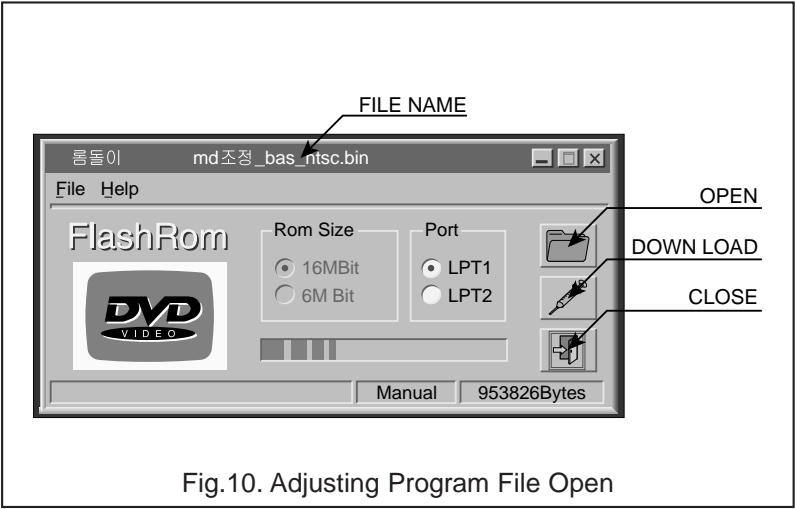 FILE NAME
롬돌이 md조정_bas_ntsc.bin
File Help
OPEN
FlashRom
Rom Size
Port
DOWN LOAD
16MBit
LPT1
6M Bit
LPT2
CLOSE
DVD
VIDEO
Manual
953826Bytes
Fig.10. Adjusting Program File Open